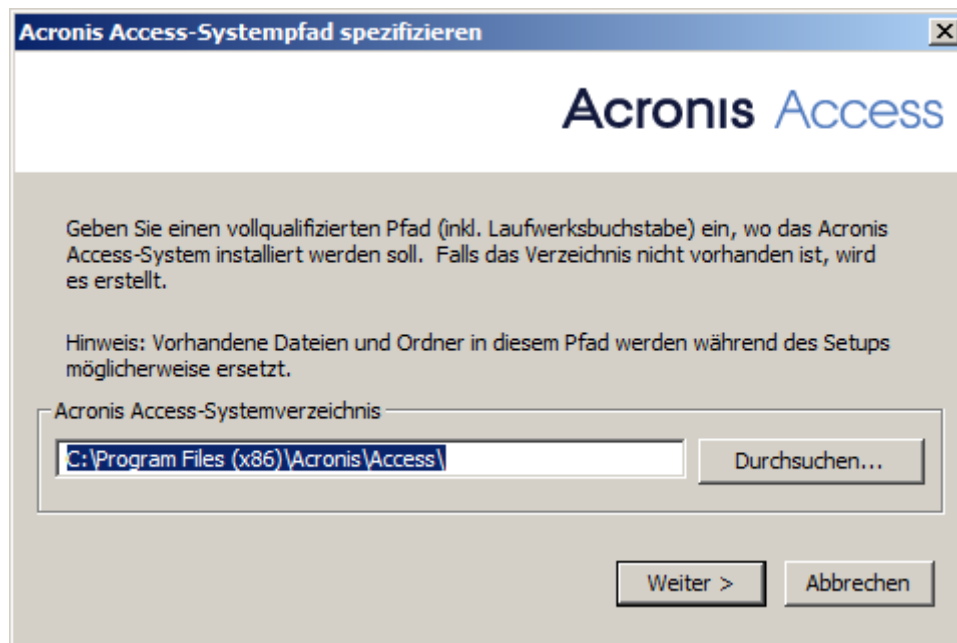 Acronis Access-Systempfad spezifizieren
Acronis Access
Geben Sie einen vollqualifizierten Pfad (inkl. Laufwerksbuchstabe) ein, wo das Acronis
Access-System installiert werden soll. Falls das Verzeichnis nicht vorhanden ist, wird
es erstellt.
Hinweis: Vorhandene Dateien und Ordner in diesem Pfad werden während des Setups
möglicherweise ersetzt.
Acronis Access-Systemverzeichnis
C:\Program Files (x86)\Acronis\Access\
Durchsuchen...
Weiter >
Abbrechen